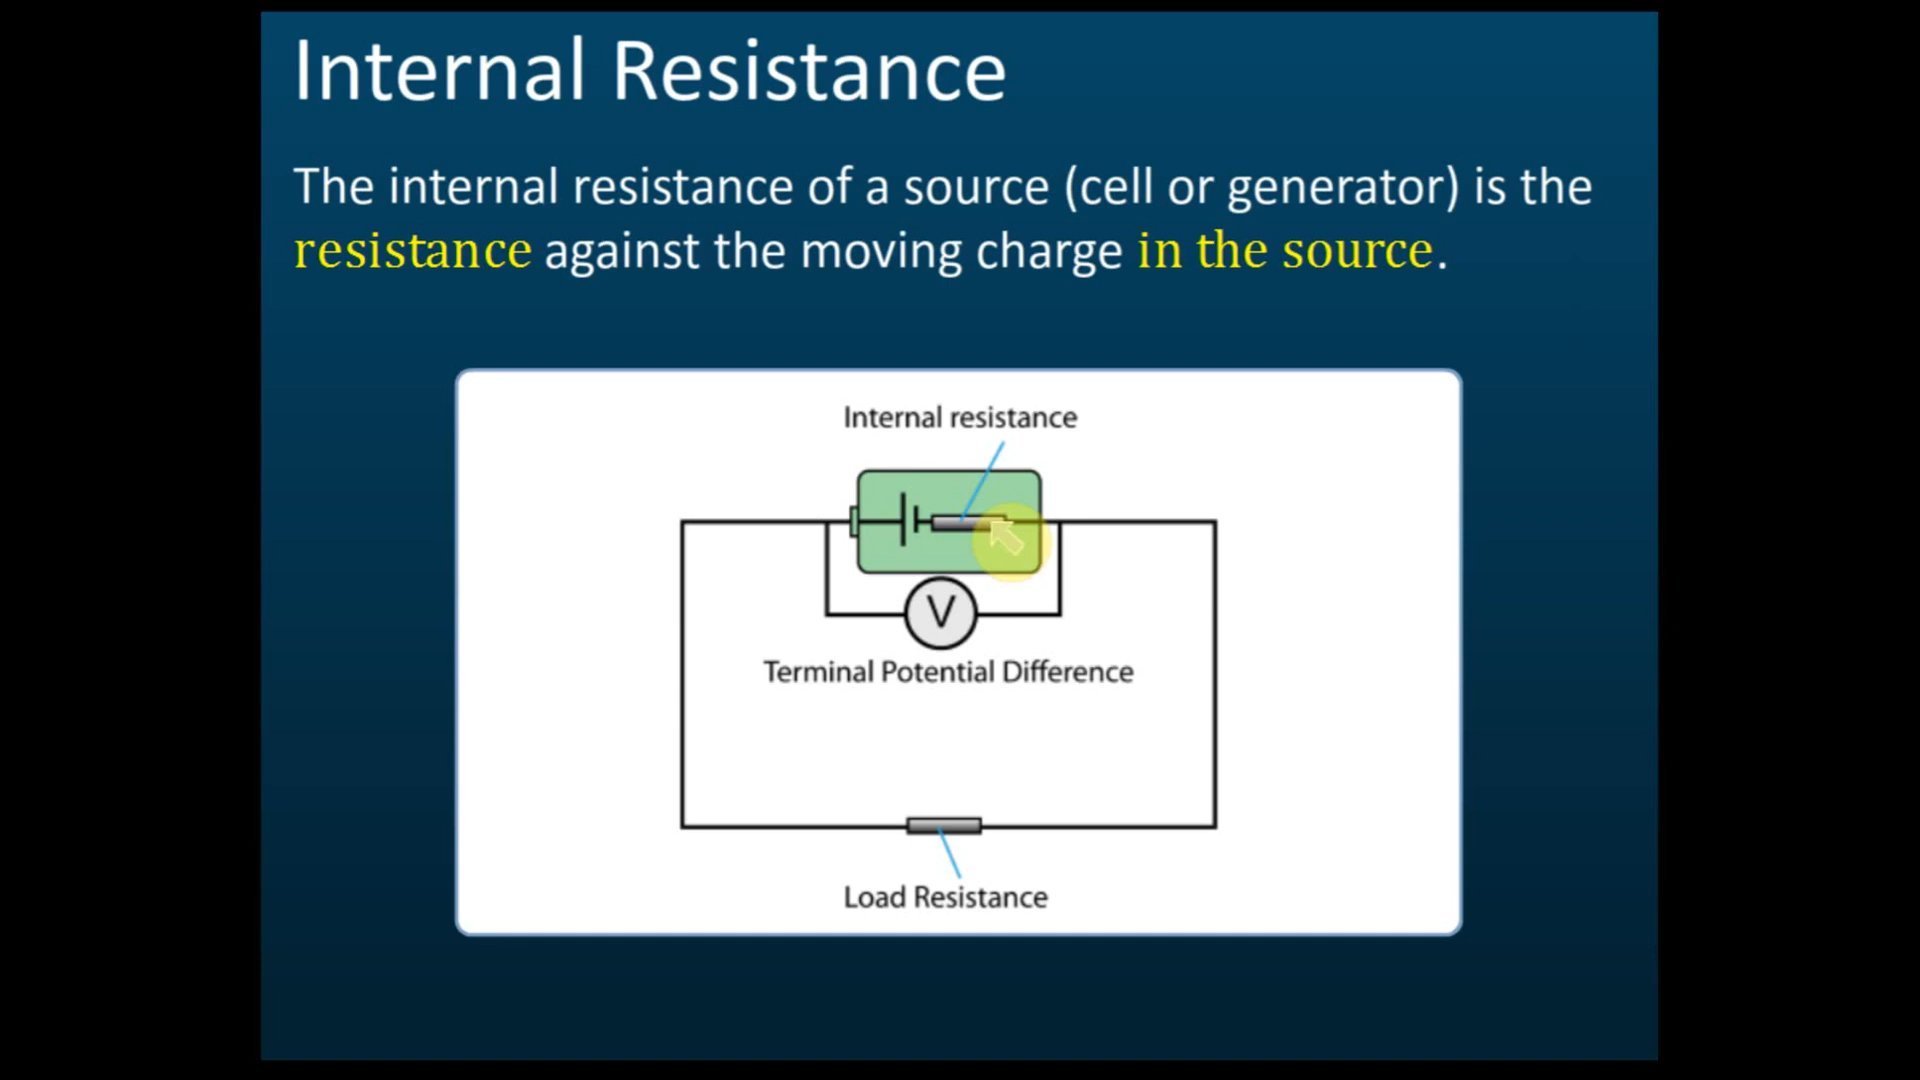 Internal Resistance
The internal resistance of a source (cell or generator) is the
resistance against the moving charge in the source.
Internal resistance
V
Terminal Potential Difference
Load Resistance